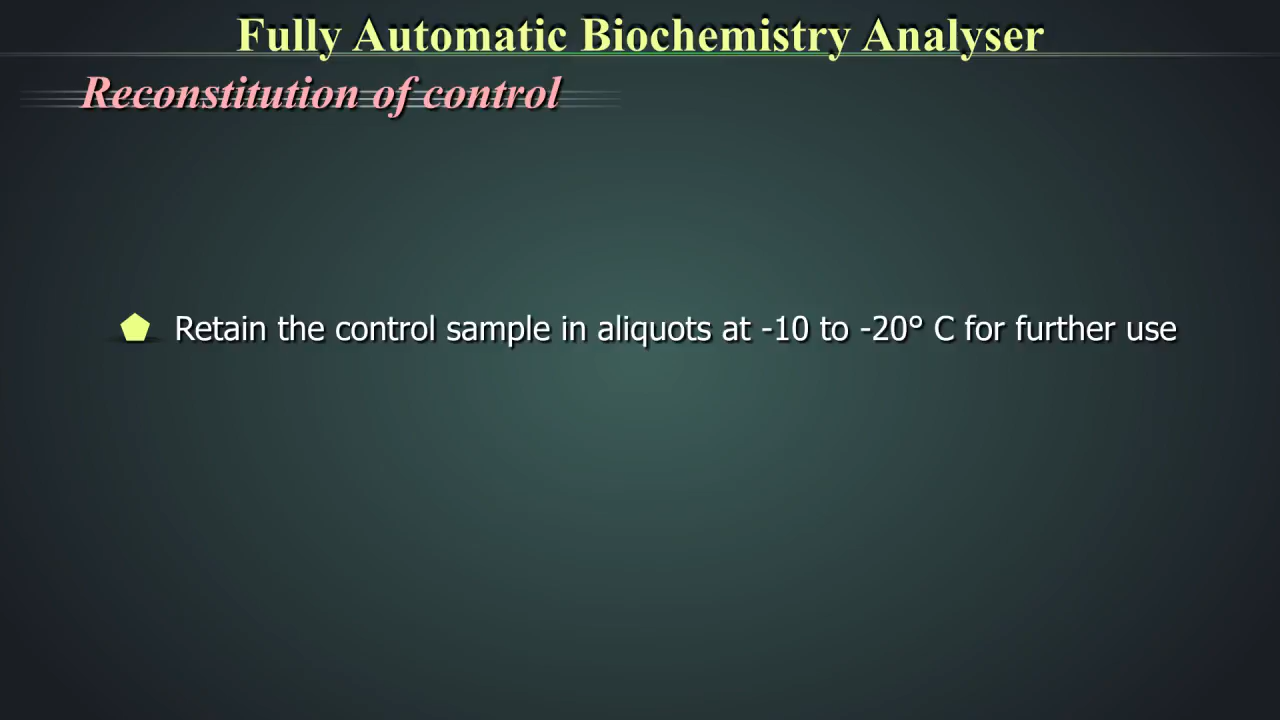 Fully Automatic Biochemistry Analyser
Reconstitution of control
Retain the control sample in aliquots at -10 to -20° C for further use